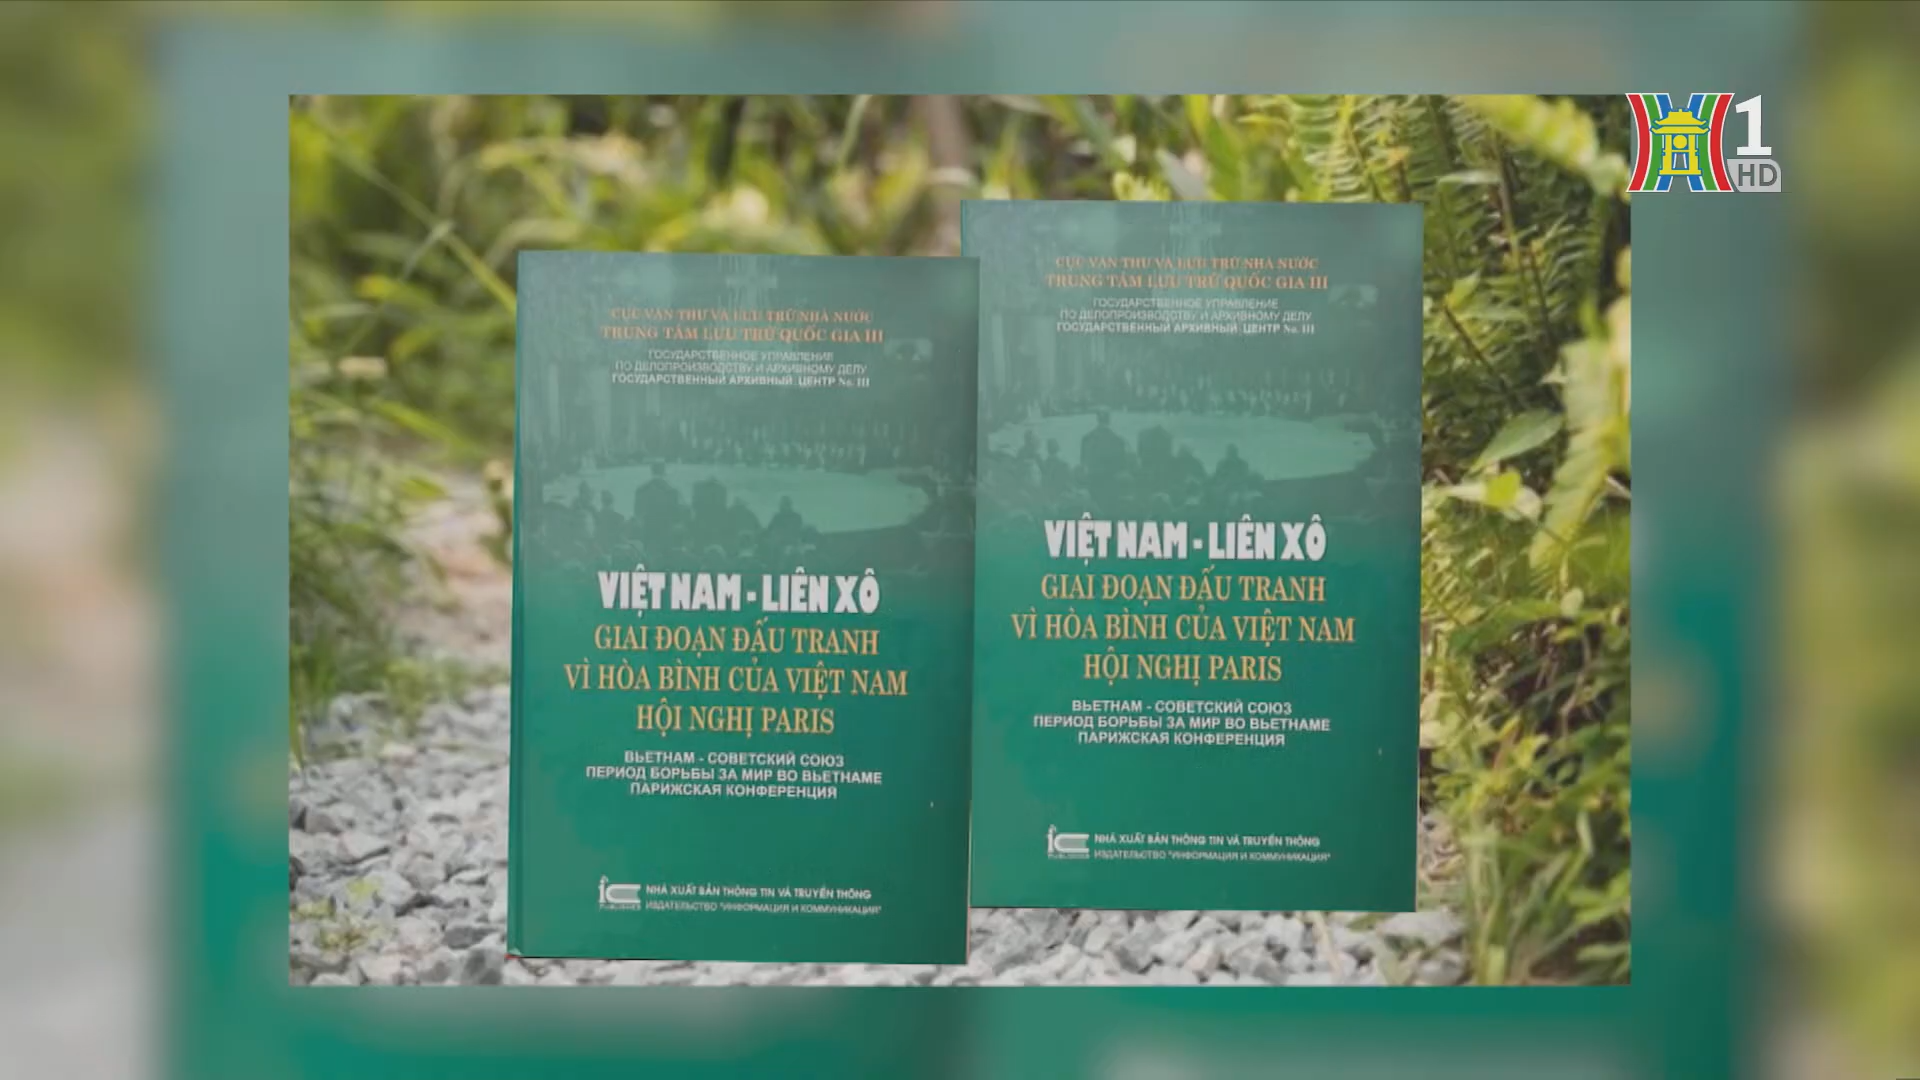 1
HD
CỤC VĂN THƯ VÀ LƯU TRỮ NHÀ NƯỚC
TRUNG TÂM LƯU TRỮ QUỐC GIA III
ГОСУДАРСТВЕННОЕ УПРАВЛЕНИЕ
ПО ДЕЛОПРОИЗВОДСТВУ И АРХИВНОМУ ДЕЛУ
ГОСУДАРСТВЕННЫЙ АРХИВНЫЙ ЦЕНТР No. III
VIỆT NAM - LIÊN XÔ
GIAI ĐOẠN ĐẤU TRANH
VÌ HÒA BÌNH CỦA VIỆT NAM
HỘI NGHỊ PARIS
ВЬЕТНАМ - СОВЕТСКИЙ СОЮЗ
ПЕРИОД БОРЬБЫ ЗА МИР ВО ВЬЕТНАМЕ
ПАРИЖСКАЯ КОНФЕРЕНЦИЯ
NHÀ XUẤT BẢN THÔNG TIN VÀ TRUYỀN THÔNG
ИЗДАТЕЛЬСТВО "ИНФОРМАЦИЯ И КОММУНИКАЦИЯ"
CỤC VĂN THƯ VÀ LƯU TRỮ NHÀ NƯỚC
TRUNG TÂM LƯU TRỮ QUỐC GIA III
ГОСУДАРСТВЕННОЕ УПРАВЛЕНИЕ
ПО ДЕЛОПРОИЗВОДСТВУ И АРХИВНОМУ ДЕЛУ
ГОСУДАРСТВЕННЫЙ АРХИВНЫЙ ЦЕНТР No. III
VIỆT NAM - LIÊN XÔ
GIAI ĐOẠN ĐẤU TRANH
VÌ HÒA BÌNH CỦA VIỆT NAM
HỘI NGHỊ PARIS
ВЬЕТНАМ - СОВЕТСКИЙ СОЮЗ
ПЕРИОД БОРЬБЫ ЗА МИР ВО ВЬЕТНАМЕ
ПАРИЖСКАЯ КОНФЕРЕНЦИЯ
NHÀ XUẤT BẢN THÔNG TIN VÀ TRUYỀN THÔNG
ИЗДАТЕЛЬСТВО "ИНФОРМАЦИЯ И КОММУНИКАЦИЯ"